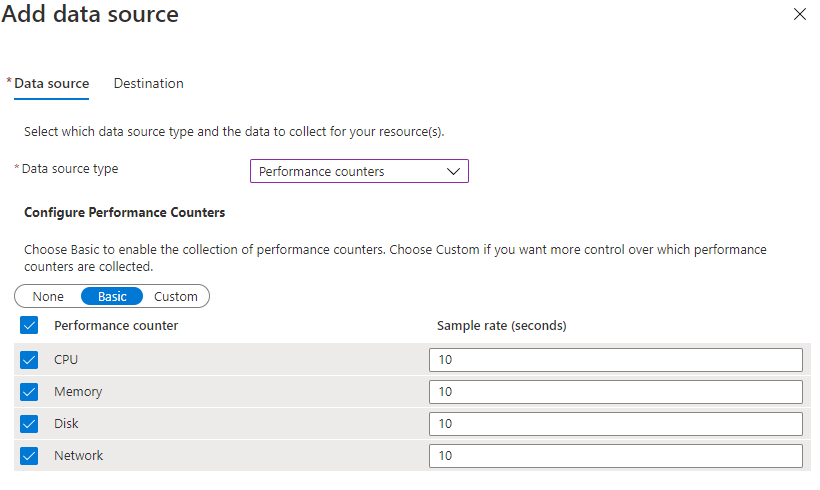 Add data source
* Data source Destination
Select which data source type and the data to collect for your resource(s).
* Data source type Performance counters
Configure Performance Counters
Choose Basic to enable the collection of performance counters. Choose Custom if you want more control over which performance
counters are collected.
None Basic Custom
Performance counter Sample rate (seconds)
CPU 10
Memory 10
Disk 10
Network 10